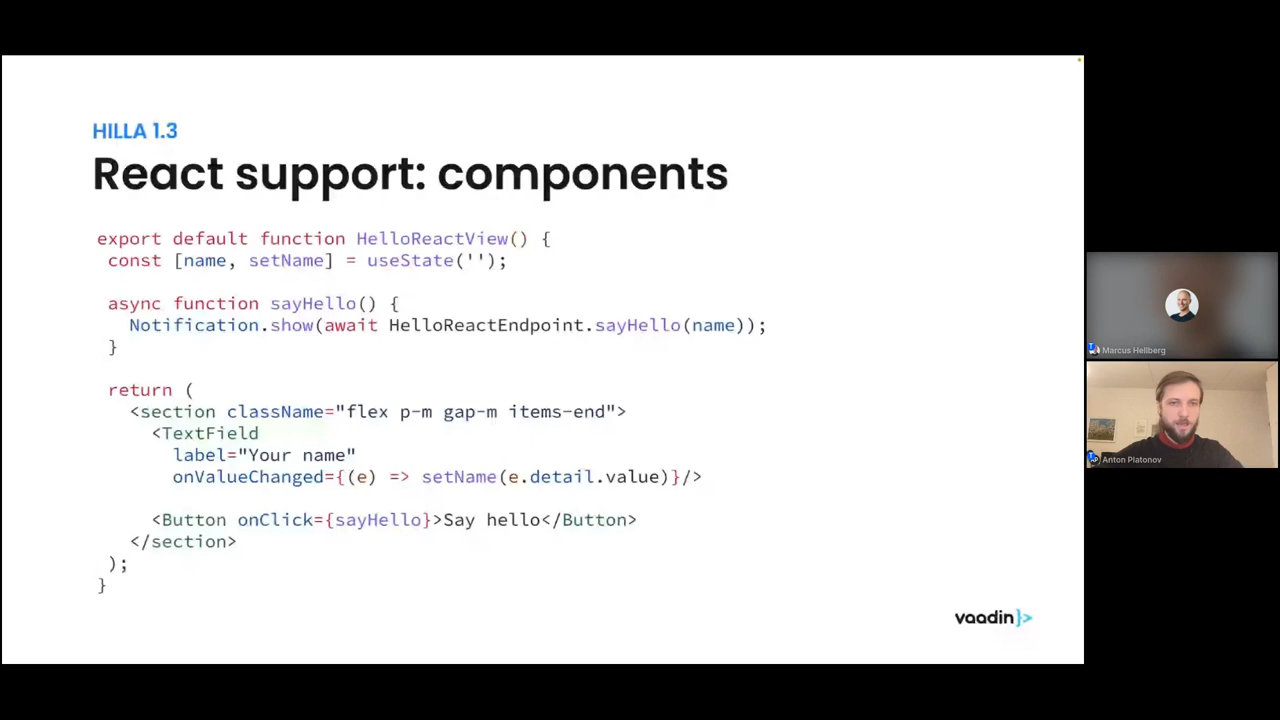 HILLA 1.3
React support: components
export default function HelloReactView() {
const [name, setName] = useState('');
async function sayHello() {
Notification.show(await HelloReactEndpoint.sayHello(name));
}
return (
<section className="flex p-m gap-m items-end">
<TextField
label="Your name"
onValueChanged={(e) => setName(e.detail.value)}/>
<Button onClick={sayHello}>Say hello</Button>
</section>
);
}
vaadin}>
Marcus Hellberg
Anton Platonov